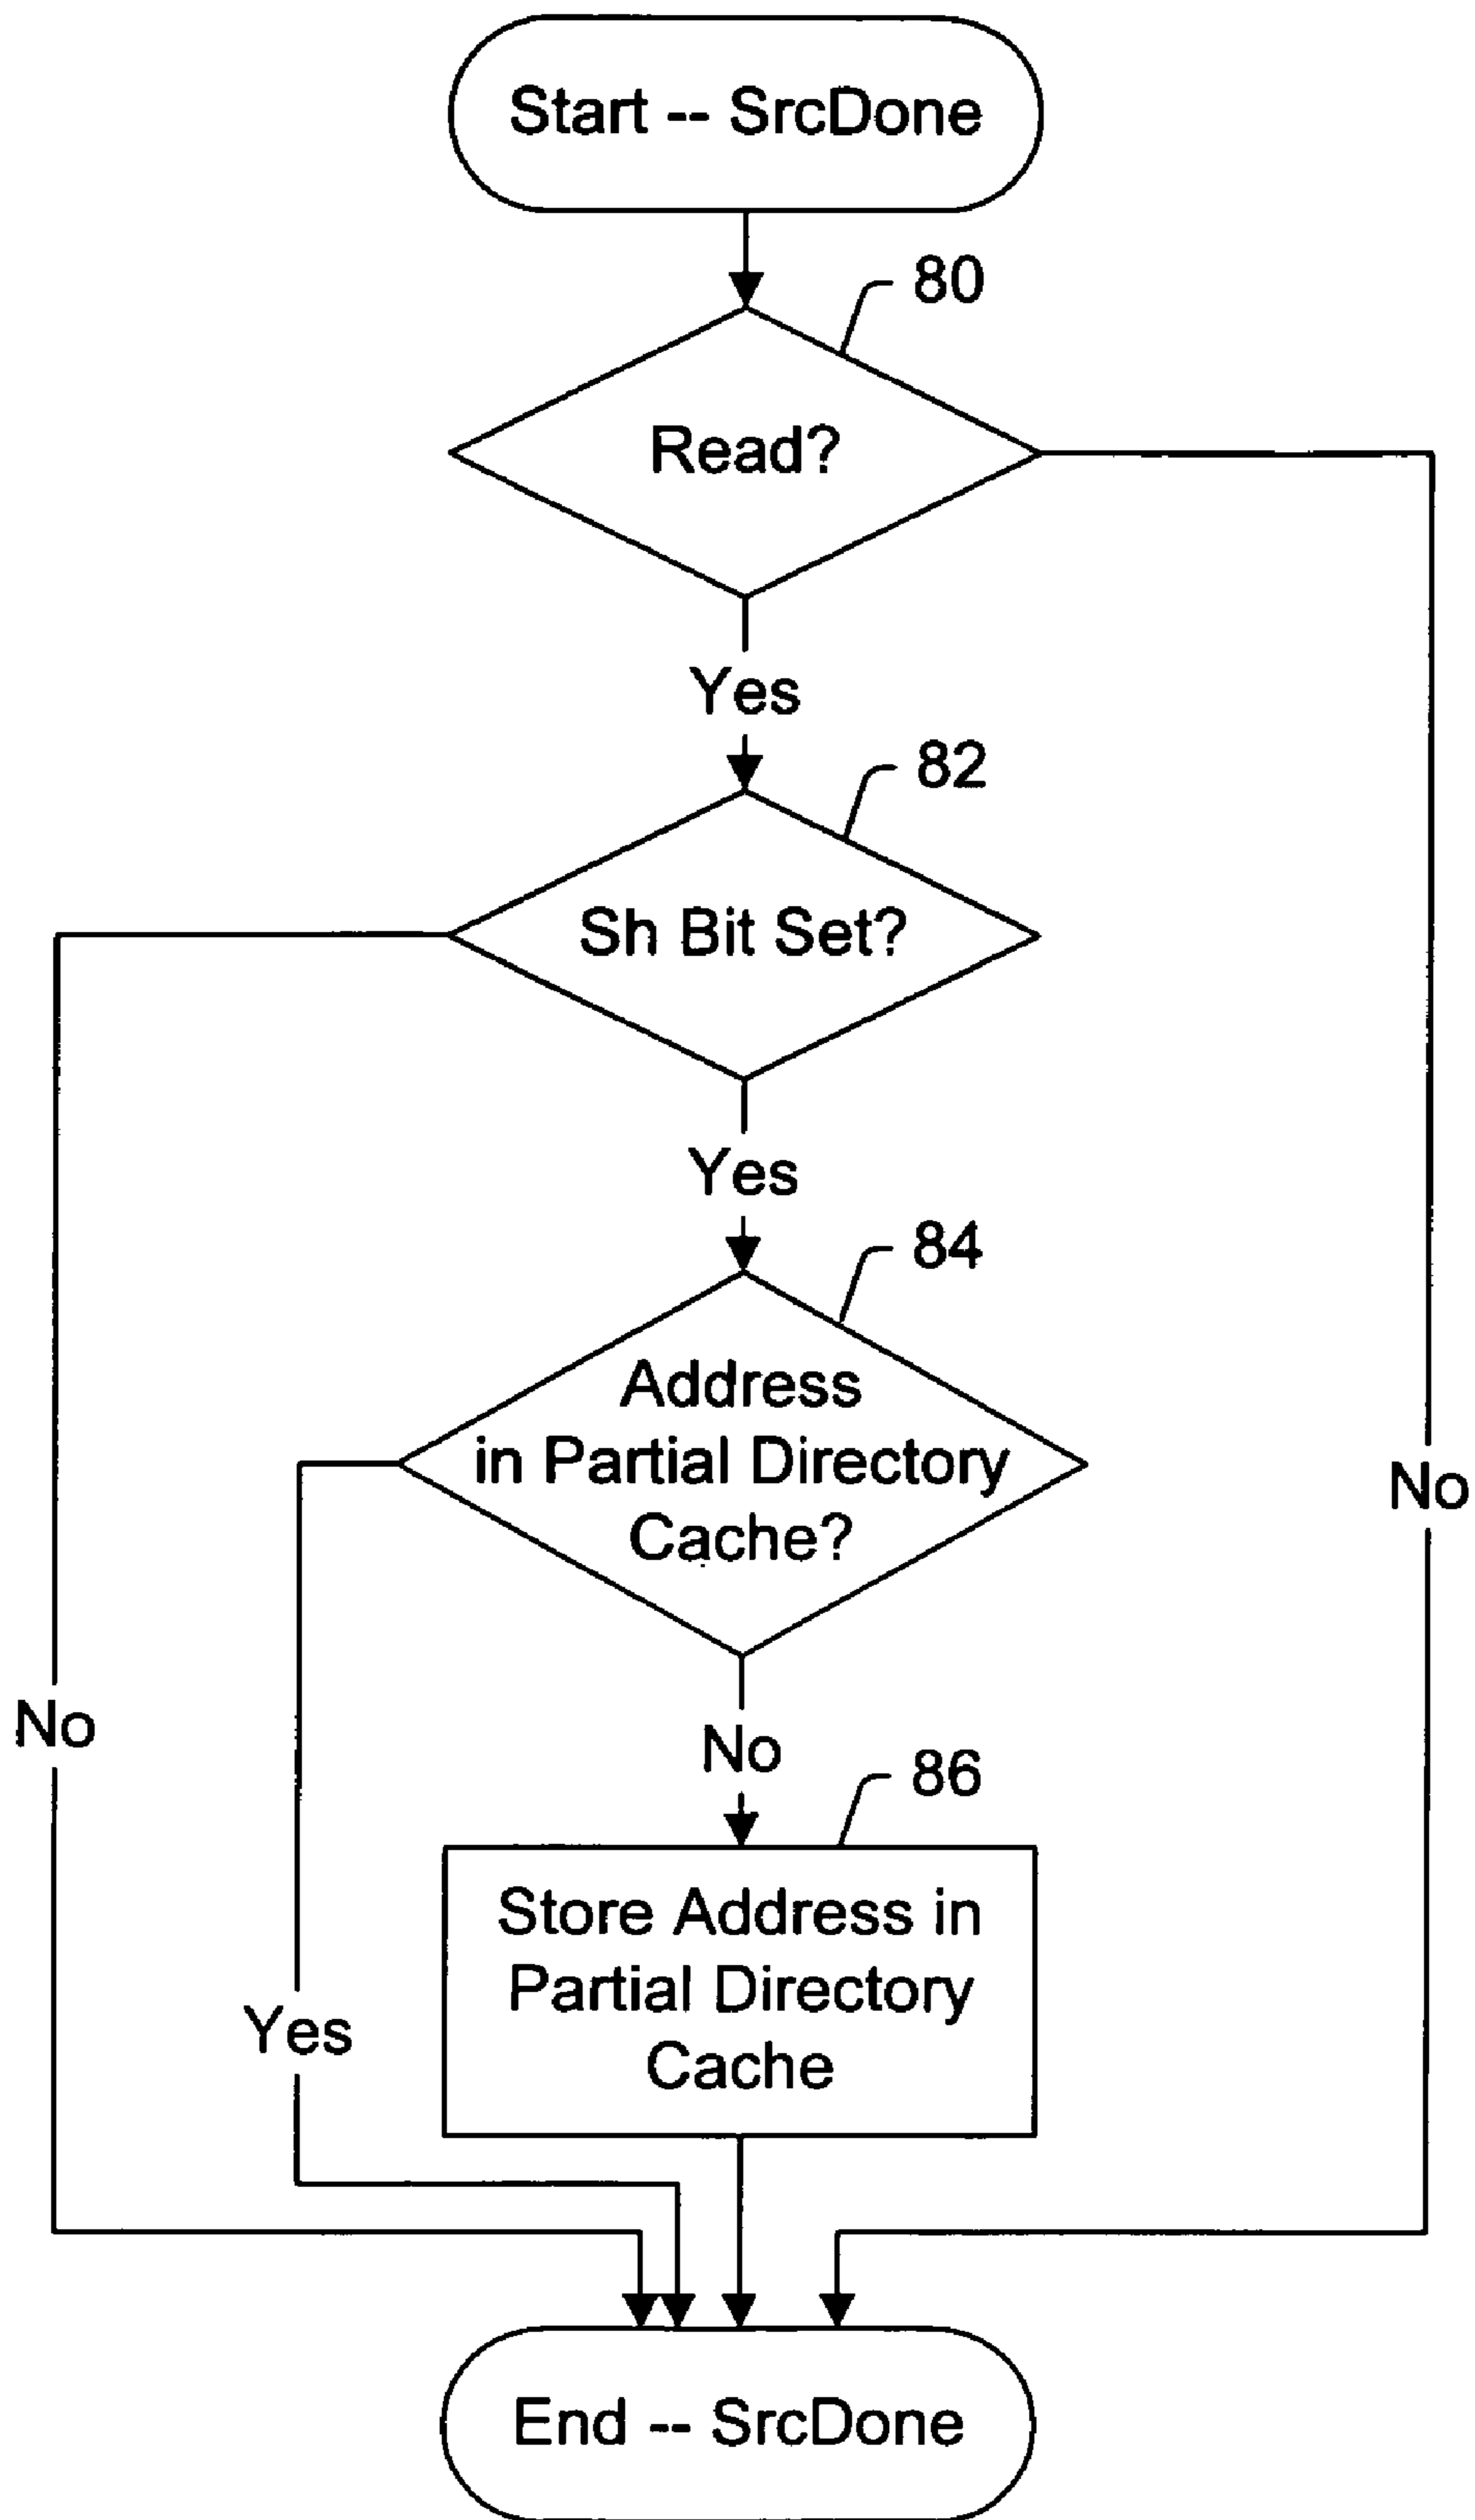 Start -- SrcDone
80
Read?
Yes
82
Sh Bit Set?
Yes
84
Address
in Partial Directory
Cache?
No
No
No
86
Store Address in
Partial Directory
Cache
Yes
End -- SrcDone